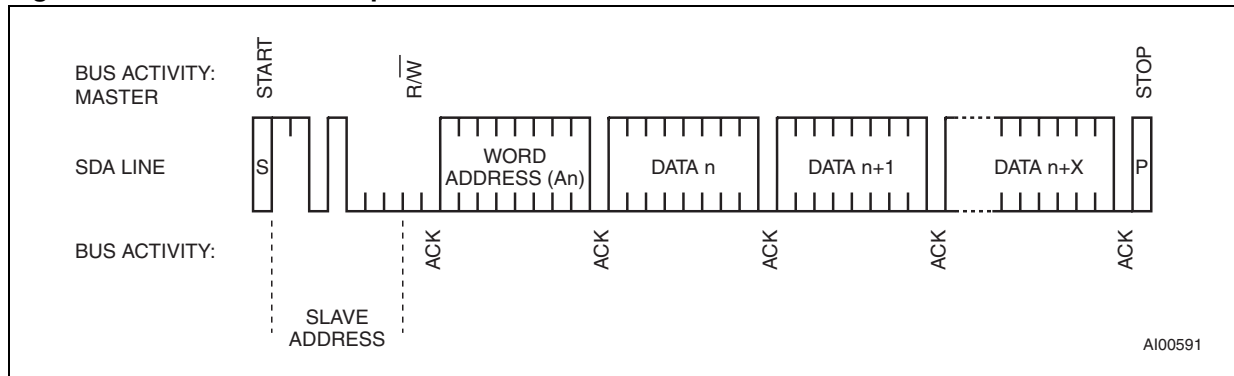 BUS ACTIVITY:
MASTER
START
R/W
STOP
SDA LINE
S
WORD
ADDRESS (An)
DATA n
DATA n+1
DATA n+X
P
BUS ACTIVITY:
ACK
ACK
ACK
ACK
ACK
SLAVE
ADDRESS
AI00591